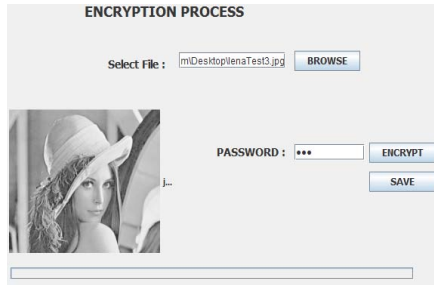 ENCRYPTION PROCESS
Select File : m\Desktop\lenaTest3.jpg BROWSE
PASSWORD : ••• ENCRYPT
j...
SAVE